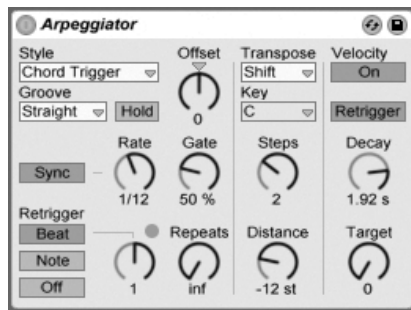 Arpeggiator
Style Offset Transpose Velocity
Chord Trigger Shift On
Groove Key
Straight Hold 0 C Retrigger
Rate Gate Steps Decay
Sync
1/12 50 % 2 1.92 s
Retrigger
Beat Repeats Distance Target
Note
Off 1 inf -12 st 0